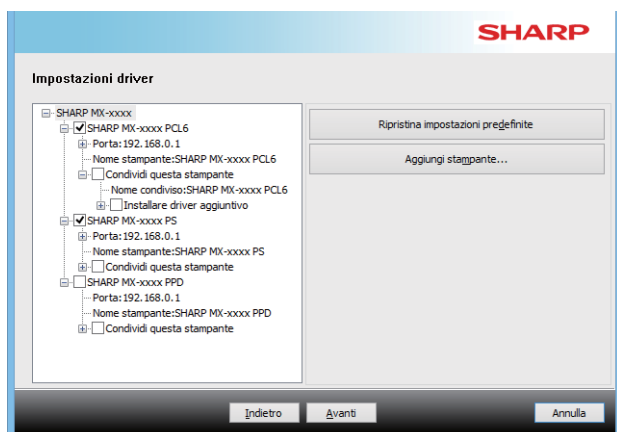 SHARP
Impostazioni driver
SHARP MX-xxxx
SHARP MX-xxxx PCL6
Porta:192.168.0.1
Nome stampante:SHARP MX-xxxx PCL6
Condividi questa stampante
Nome condiviso:SHARP MX-xxxx PCL6
Installare driver aggiuntivo
SHARP MX-xxxx PS
Porta:192.168.0.1
Nome stampante:SHARP MX-xxxx PS
Condividi questa stampante
SHARP MX-xxxx PPD
Porta:192.168.0.1
Nome stampante:SHARP MX-xxxx PPD
Condividi questa stampante
Ripristina impostazioni predefinite
Aggiungi stampante...
Indietro
Avanti
Annulla